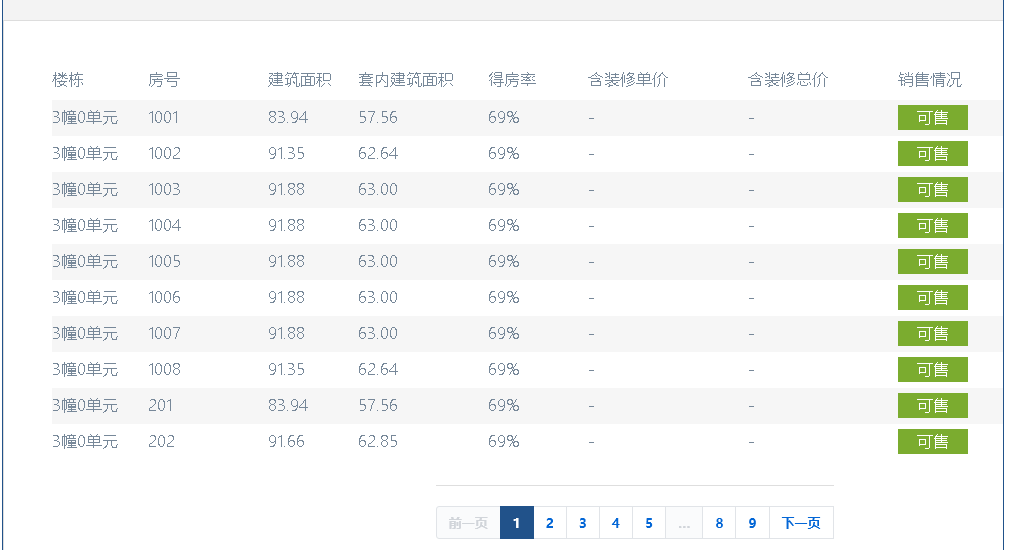 楼栋 房号 建筑面积 套内建筑面积 得房率 含装修单价 含装修总价 销售情况
3幢0单元 1001 83.94 57.56 69% - - 可售
3幢0单元 1002 91.35 62.64 69% - - 可售
3幢0单元 1003 91.88 63.00 69% - - 可售
3幢0单元 1004 91.88 63.00 69% - - 可售
3幢0单元 1005 91.88 63.00 69% - - 可售
3幢0单元 1006 91.88 63.00 69% - - 可售
3幢0单元 1007 91.88 63.00 69% - - 可售
3幢0单元 1008 91.35 62.64 69% - - 可售
3幢0单元 201 83.94 57.56 69% - - 可售
3幢0单元 202 91.66 62.85 69% - - 可售
前一页 1 2 3 4 5 ... 8 9 下一页